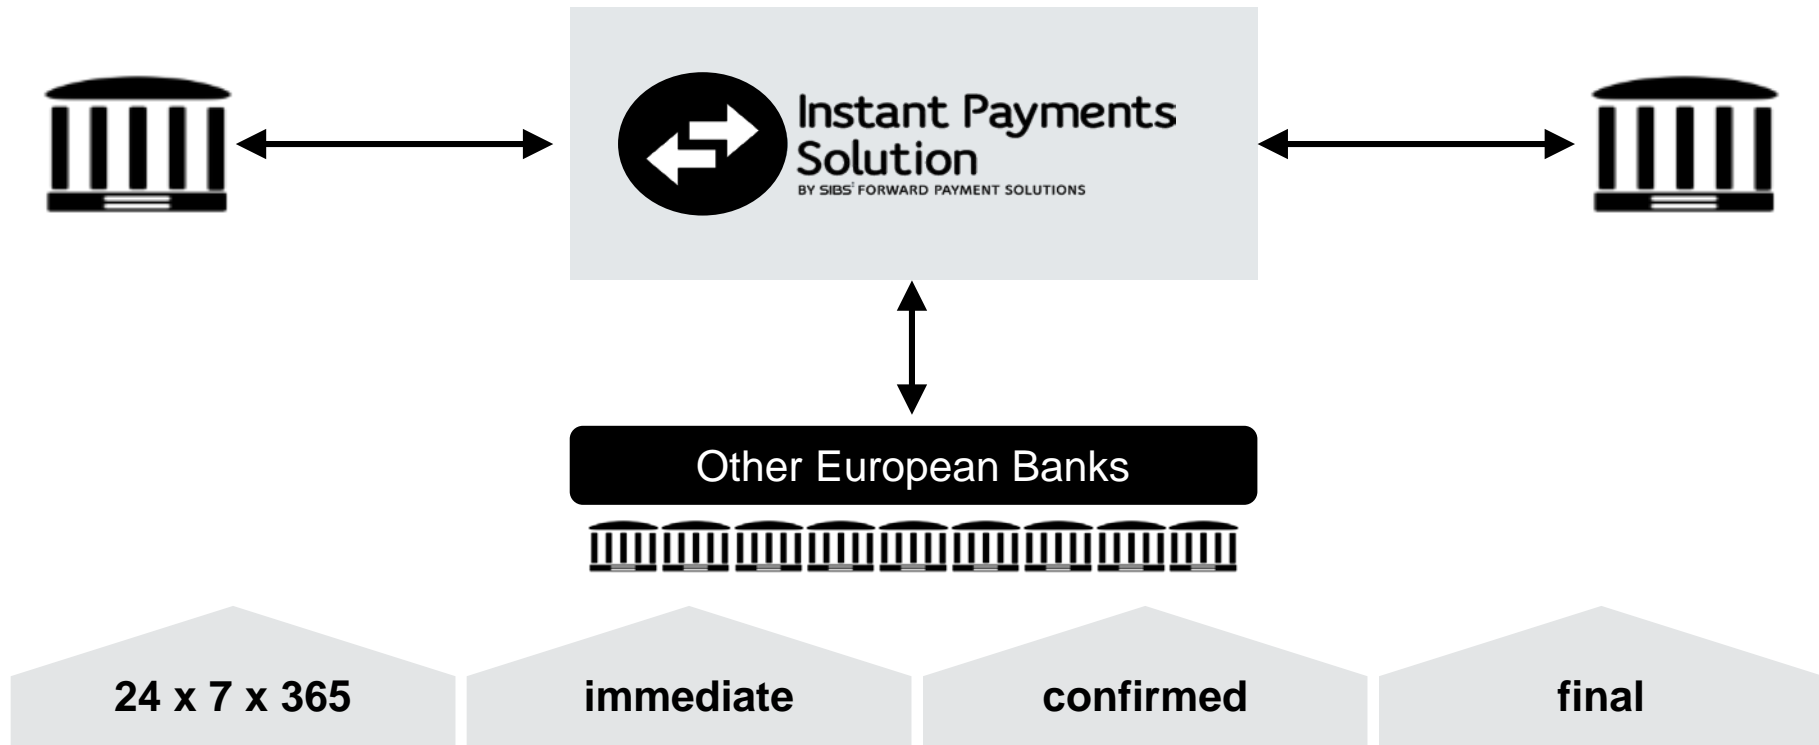 Instant Payments
Solution
BY SIBS FORWARD PAYMENT SOLUTIONS
Other European Banks
24 x 7 x 365
immediate
confirmed
final